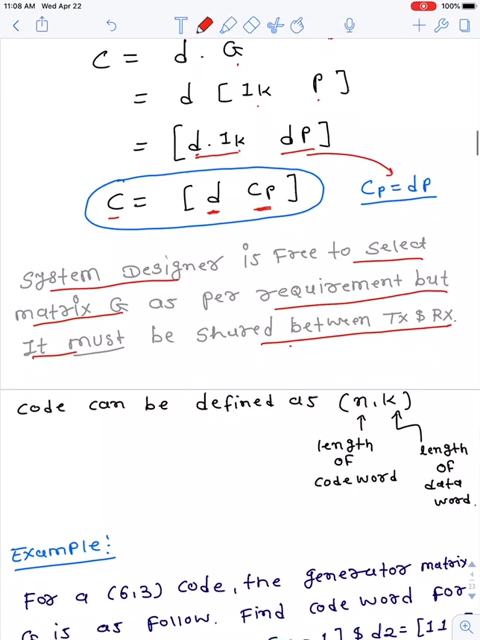 11:08 AM Wed Apr 22
100%
C = d . G
= d [ Ik P ]
= [ d.Ik dP ]
C = [ d Cp ]
Cp = dP
System Designer is Free to select
matrix G as per requirement but
It must be shared between Tx $ RX.
code can be defined as (n,k)
length
of
codeword
length
of
data
word.
Example:
For a (6,3) code, the generator matrix
G is as follow. Find code word for
$ d2= [11